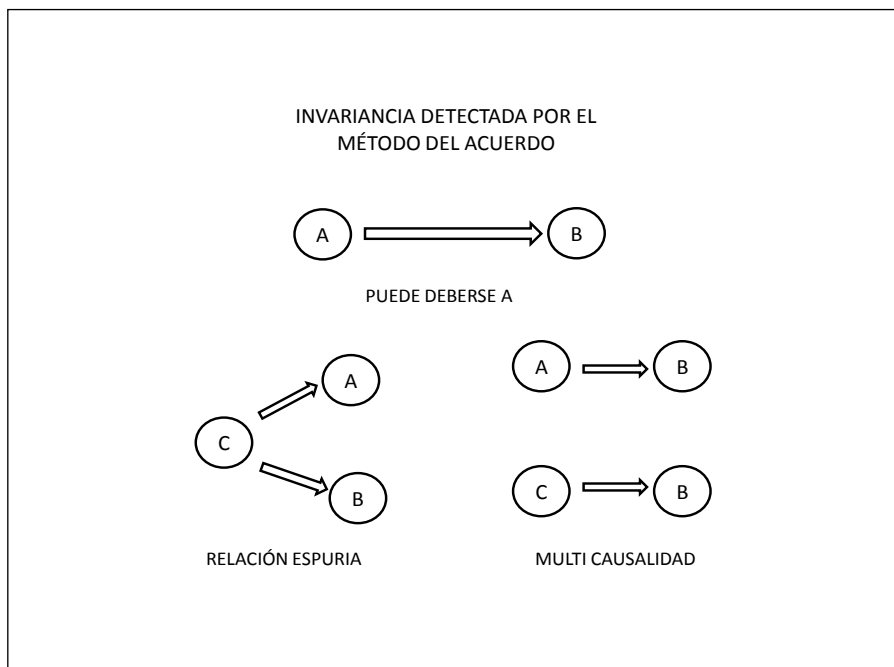 INVARIANCIA DETECTADA POR EL
MÉTODO DEL ACUERDO
A
B
PUEDE DEBERSE A
A
C
B
RELACIÓN ESPURIA
A
B
C
B
MULTI CAUSALIDAD